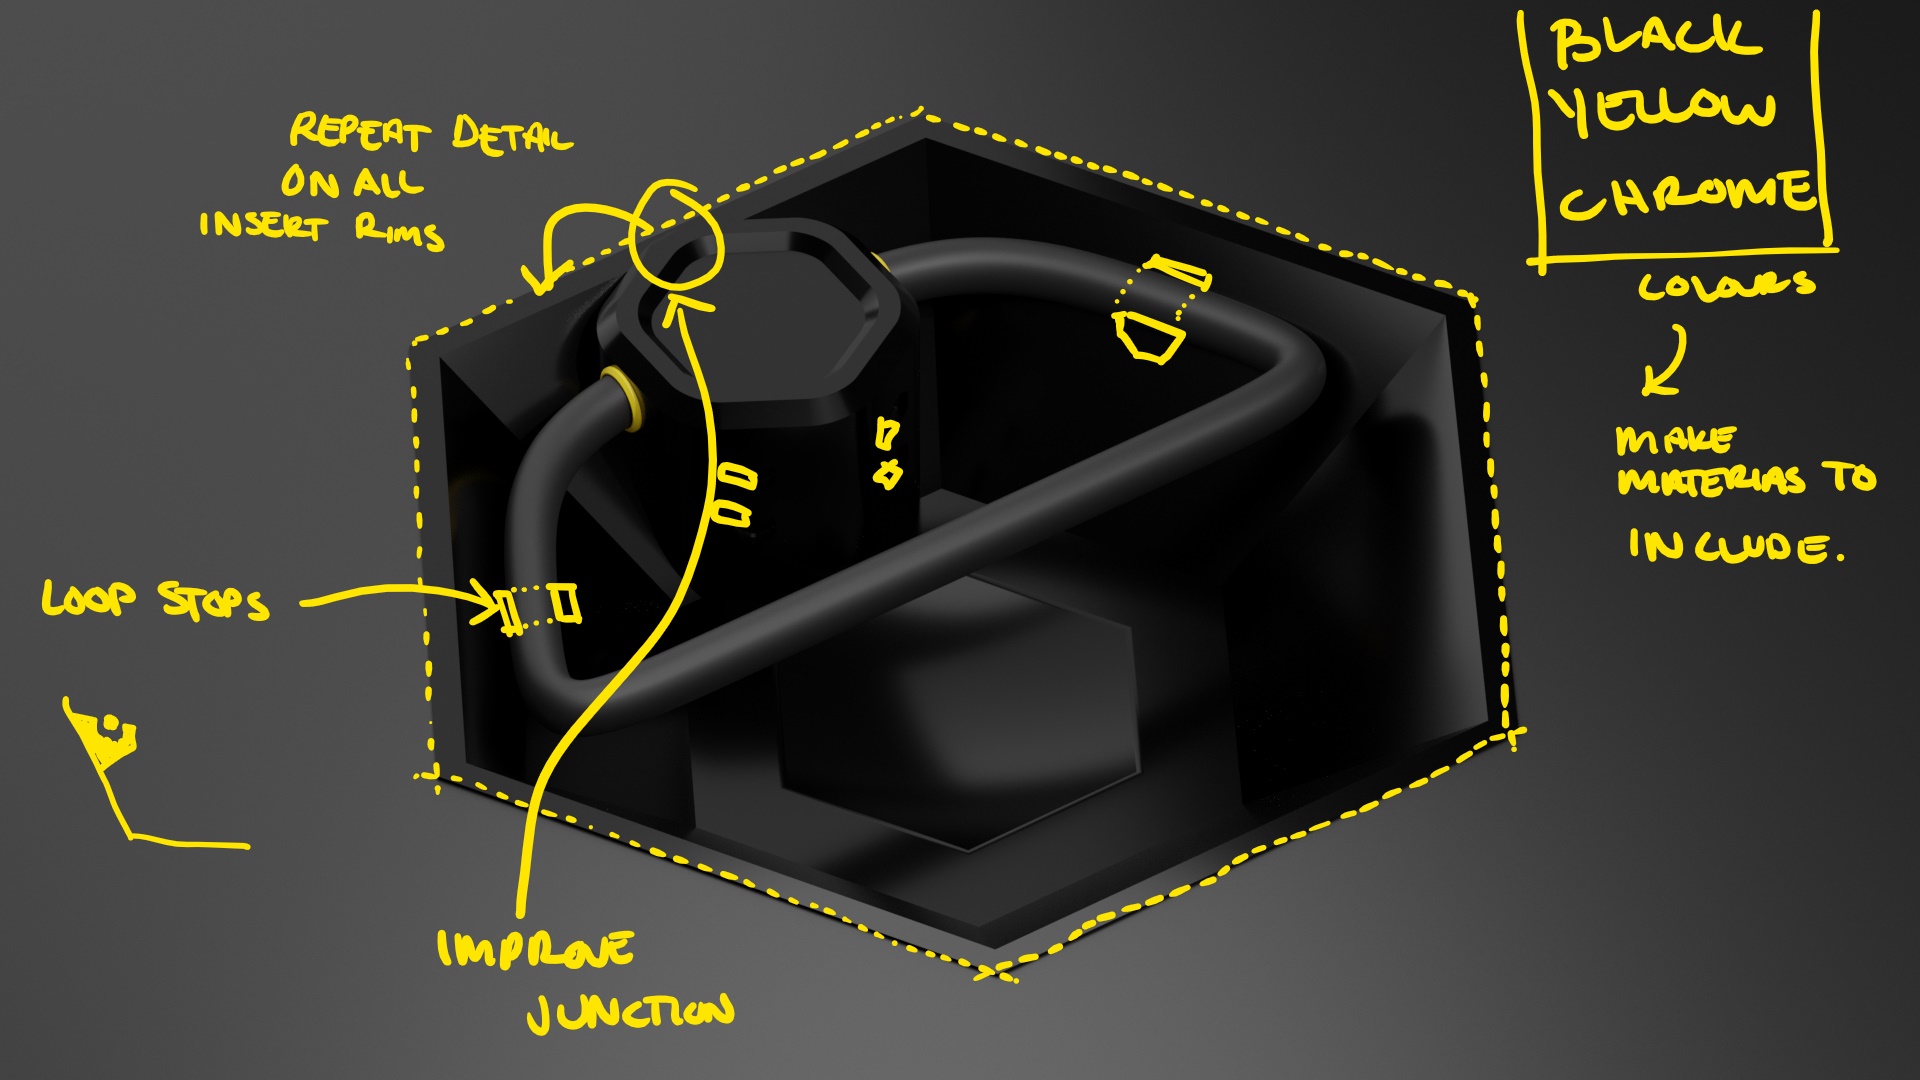 REPEAT DETAIL
ON ALL
INSERT RIMS
LOOP STOPS
IMPROVE
JUNCTION
BLACK
YELLOW
CHROME
COLOURS
MAKE
MATERIAS TO
INCLUDE.